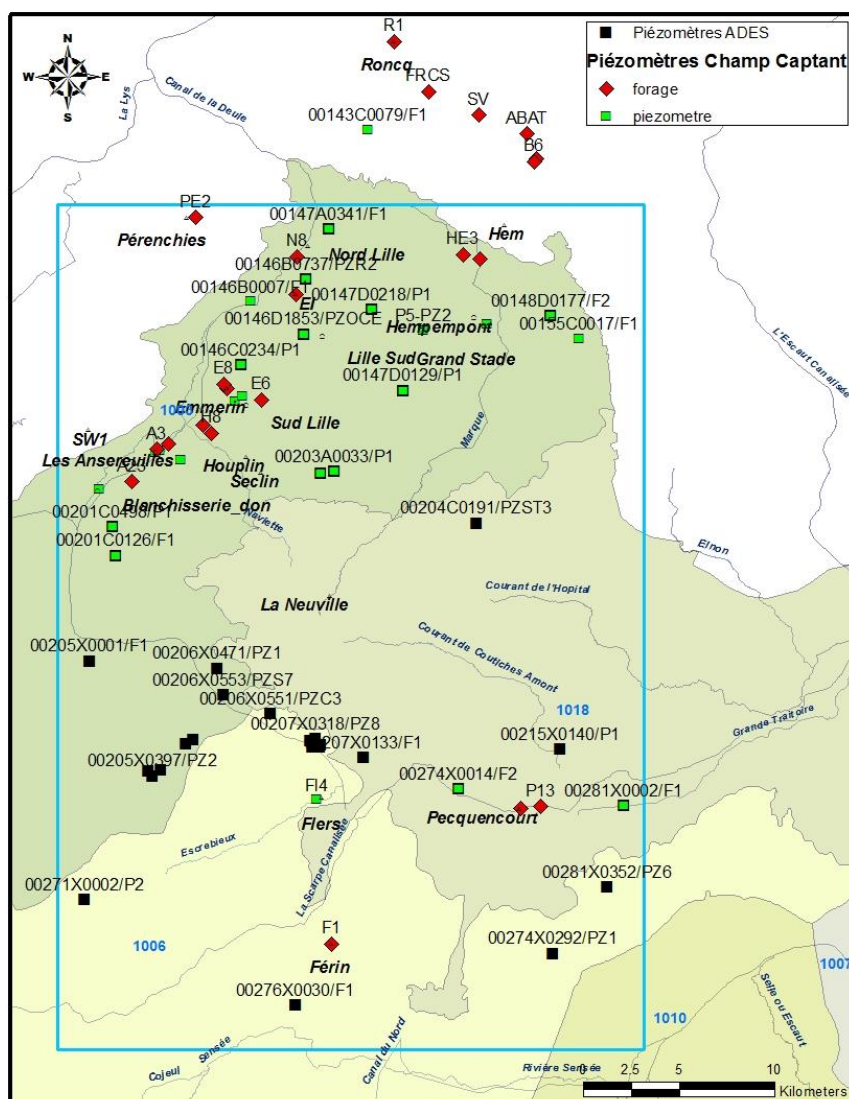 R1
Roncq
FRCS
SV
ABAT
B6
00143C0079/F1
N
W E
S
La Lys
Canal de la Deule
Piézomètres ADES
Piézomètres Champ Captant
forage
piezometre
PE2
Pérenchies
00147A0341/F1
N8
Nord Lille
HE3
Hem
00146B0737/PZR2
00146B0007/F1
00147D0218/P1
El
00146D1853/PZOCE
P5-PZ2
Hempempont
00148D0177/F2
00155C0017/F1
L'Escaut Canalisée
00146C0234/P1
Lille Sud
Grand Stade
E8
E6
00147D0129/P1
Emmerin
Sud Lille
Marque
H8
SW1
A3
Les Ansereuilles
Houplin
Seclin
00203A0033/P1
A25
Blanchisserie_don
Naviette
00201C0498/P1
00201C0126/F1
00204C0191/PZST3
Elnon
Courant de l'Hopital
La Neuville
Courant de Coutiches Amont
00205X0001/F1
00206X0471/PZ1
00206X0553/PZS7
00206X0551/PZC3
00207X0318/PZ8
1018
Grande Traitoire
00215X0140/P1
00205X0397/PZ2
00274X0014/F2
P13
00281X0002/F1
Pecquencourt
Flers
Escrebieux
La Scarpe Canalisée
00271X0002/P2
00281X0352/PZ6
F1
Férin
1006
00274X0292/PZ1
1007
00276X0030/F1
1010
Selle ou Escaut
Cojeul
Sensée
Canal du Nord
Rivière Sensée
0 2,5 5 10
Kilometers